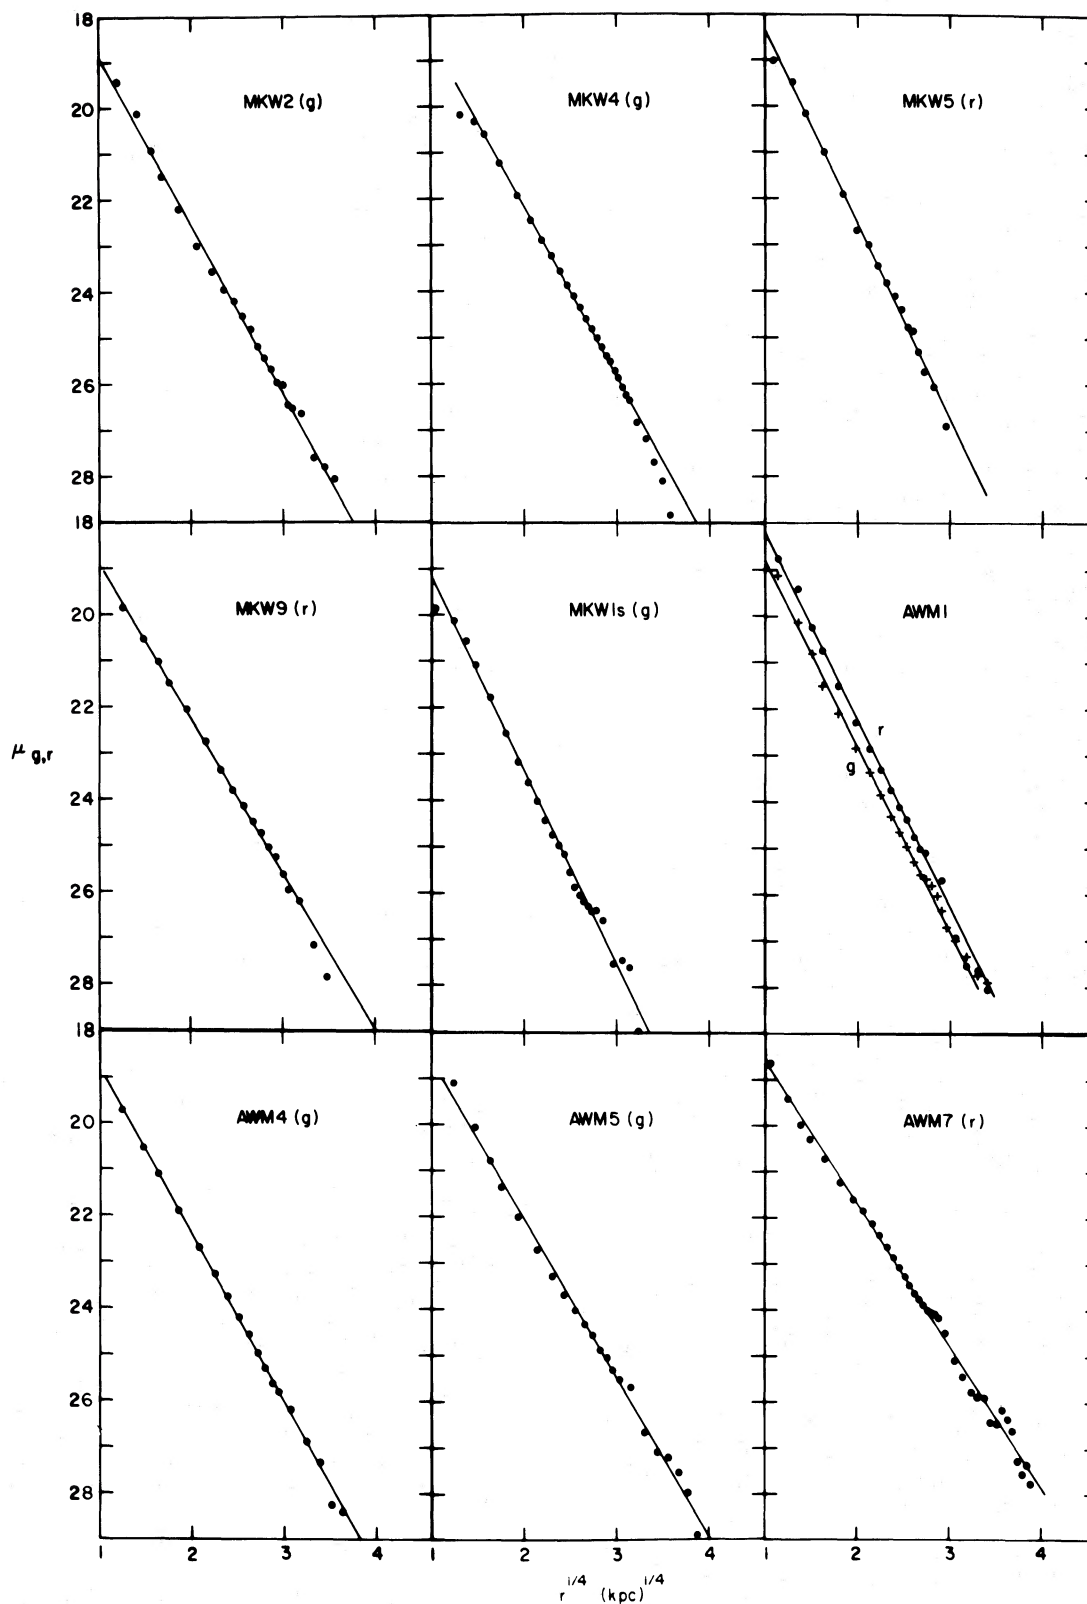 18
20
22
24
26
28
MKW2 (g)
MKW4 (g)
MKW5 (r)
18
20
22
24
26
28
μ g,r
MKW9 (r)
MKW1s (g)
AWM1
r
g
18
20
22
24
26
28
AWM4 (g)
AWM5 (g)
AWM7 (r)
1 2 3 4 1 2 3 4 1 2 3 4
r^1/4 (kpc)^1/4